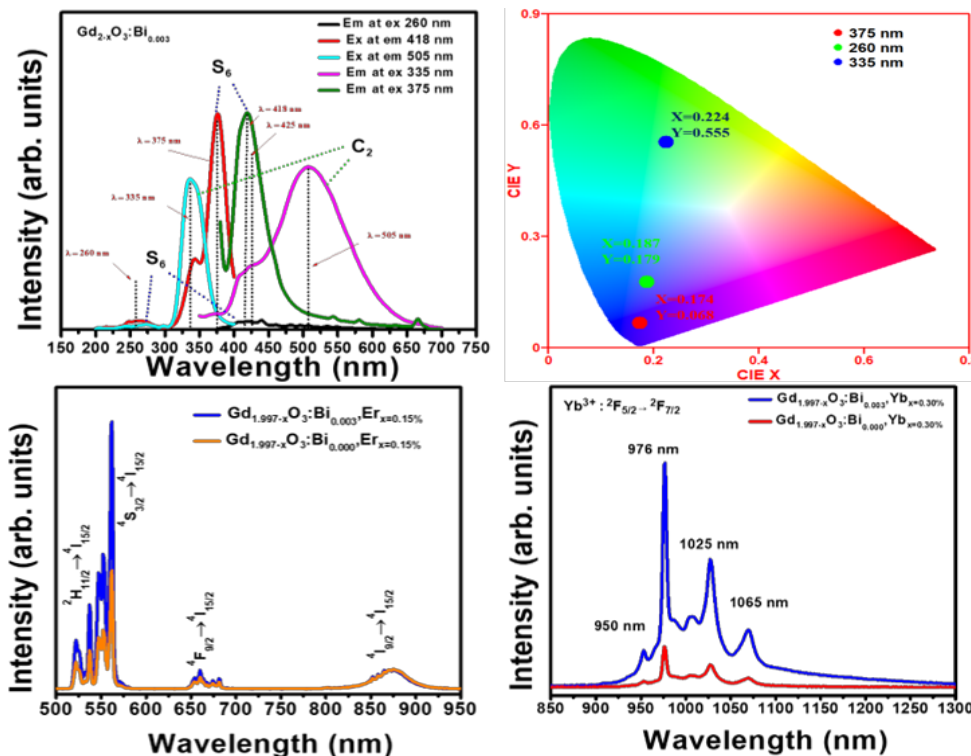 Gd2-xO3:Bi0.003
Em at ex 260 nm
Ex at em 418 nm
Ex at em 505 nm
Em at ex 335 nm
Em at ex 375 nm
S6
λ=418 nm
λ=425 nm
λ=375 nm
C2
λ=335 nm
λ=260 nm
S6
λ=505 nm
Intensity (arb. units)
150 200 250 300 350 400 450 500 550 600 650 700 750
Wavelength (nm)
0.9
375 nm
260 nm
335 nm
X=0.224
Y=0.555
0.6
CIE Y
0.3
X=0.187
Y=0.179
X=0.174
Y=0.068
0
0 0.2 0.4 0.6 0.8
CIE X
Gd1.997-xO3:Bi0.003,Erx=0.15%
Gd1.997-xO3:Bi0.000,Erx=0.15%
2H11/2→4I15/2
4S3/2→4I15/2
4F9/2→4I15/2
4I9/2→4I15/2
Intensity (arb. units)
500 550 600 650 700 750 800 850 900 950
Wavelength (nm)
Yb3+ : 2F5/2→2F7/2
Gd1.997-xO3:Bi0.003,Ybx=0.30%
Gd1.997-xO3:Bi0.000,Ybx=0.30%
976 nm
1025 nm
1065 nm
950 nm
Intensity (arb. units)
850 900 950 1000 1050 1100 1150 1200 1250 1300
Wavelength (nm)